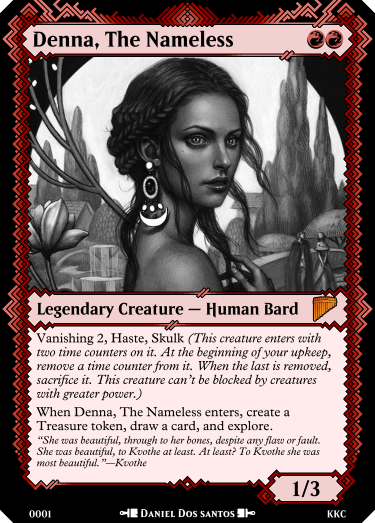 Denna, The Nameless
Legendary Creature — Human Bard
Vanishing 2, Haste, Skulk (This creature enters with
two time counters on it. At the beginning of your upkeep,
remove a time counter from it. When the last is removed,
sacrifice it. This creature can't be blocked by creatures
with greater power.)
When Denna, The Nameless enters, create a
Treasure token, draw a card, and explore.
“She was beautiful, through to her bones, despite any flaw or fault.
She was beautiful, to Kvothe at least. At least? To Kvothe she was
most beautiful.”—Kvothe
1/3
0001 Daniel Dos santos KKC